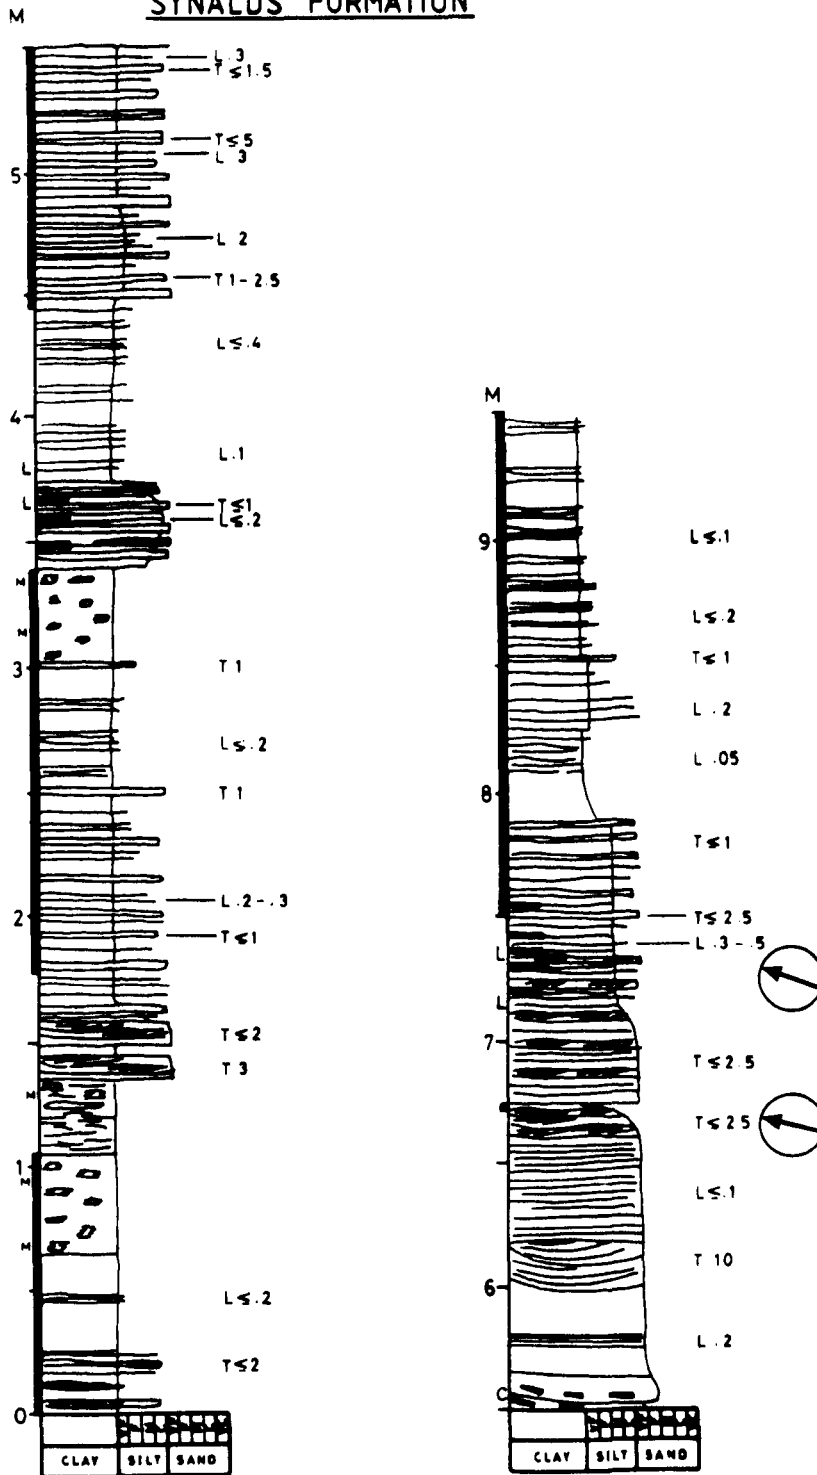 SYNALDS FORMATION
M
L .3
T ≤ 1.5
T ≤ 5
L 3
5
L 2
T 1 - 2.5
L ≤ .4
4
L .1
L
L
T ≤ 1
L ≤ .2
M
M
3
T 1
L ≤ .2
T 1
L .2 - .3
2
T ≤ 1
T ≤ 2
T 3
M
1
M
M
L ≤ .2
T ≤ 2
0
CLAY SILT SAND
M
9
L ≤ .1
L ≤ .2
T ≤ 1
L .2
L .05
8
T ≤ 1
T ≤ 2.5
L .3 - .5
L
L
7
T ≤ 2.5
T ≤ 2.5
L ≤ .1
T 10
6
L .2
C
CLAY SILT SAND